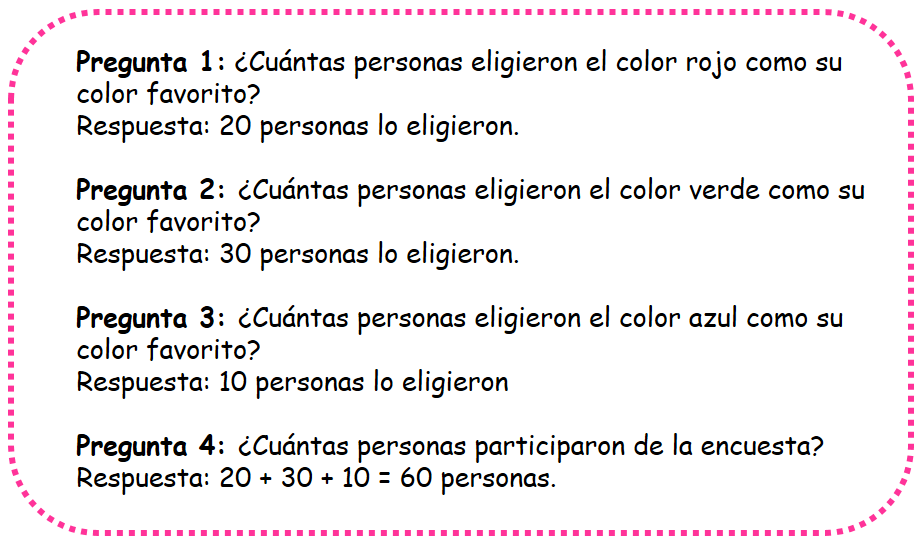 Pregunta 1: ¿Cuántas personas eligieron el color rojo como su
color favorito?
Respuesta: 20 personas lo eligieron.
Pregunta 2: ¿Cuántas personas eligieron el color verde como su
color favorito?
Respuesta: 30 personas lo eligieron.
Pregunta 3: ¿Cuántas personas eligieron el color azul como su
color favorito?
Respuesta: 10 personas lo eligieron
Pregunta 4: ¿Cuántas personas participaron de la encuesta?
Respuesta: 20 + 30 + 10 = 60 personas.